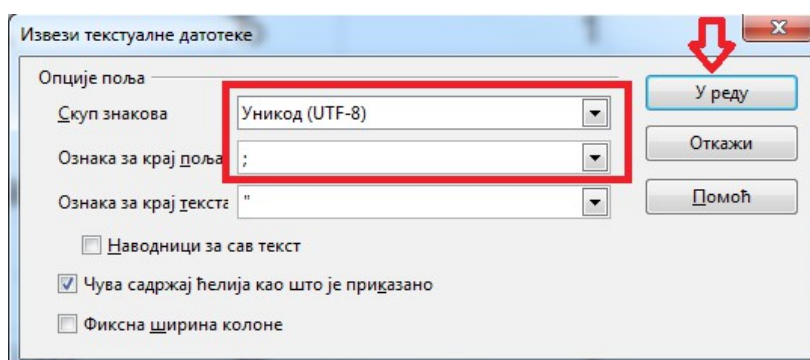 Извези текстуалне датотеке
Опције поља
Скуп знакова
Уникод (UTF-8)
Ознака за крај поља
;
Ознака за крај текста
"
Наводници за сав текст
Чува садржај ћелија као што је приказано
Фиксна ширина колоне
У реду
Откажи
Помоћ